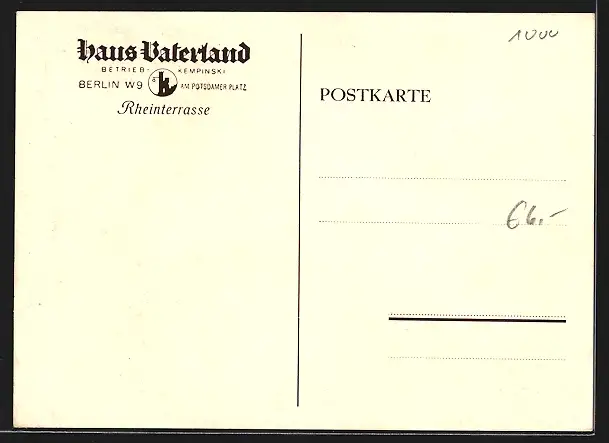 Haus Vaterland
BETRIEB KEMPINSKI
BERLIN W9 AM POTSDAMER PLATZ
Rheinterrasse
POSTKARTE
1000
€6.-